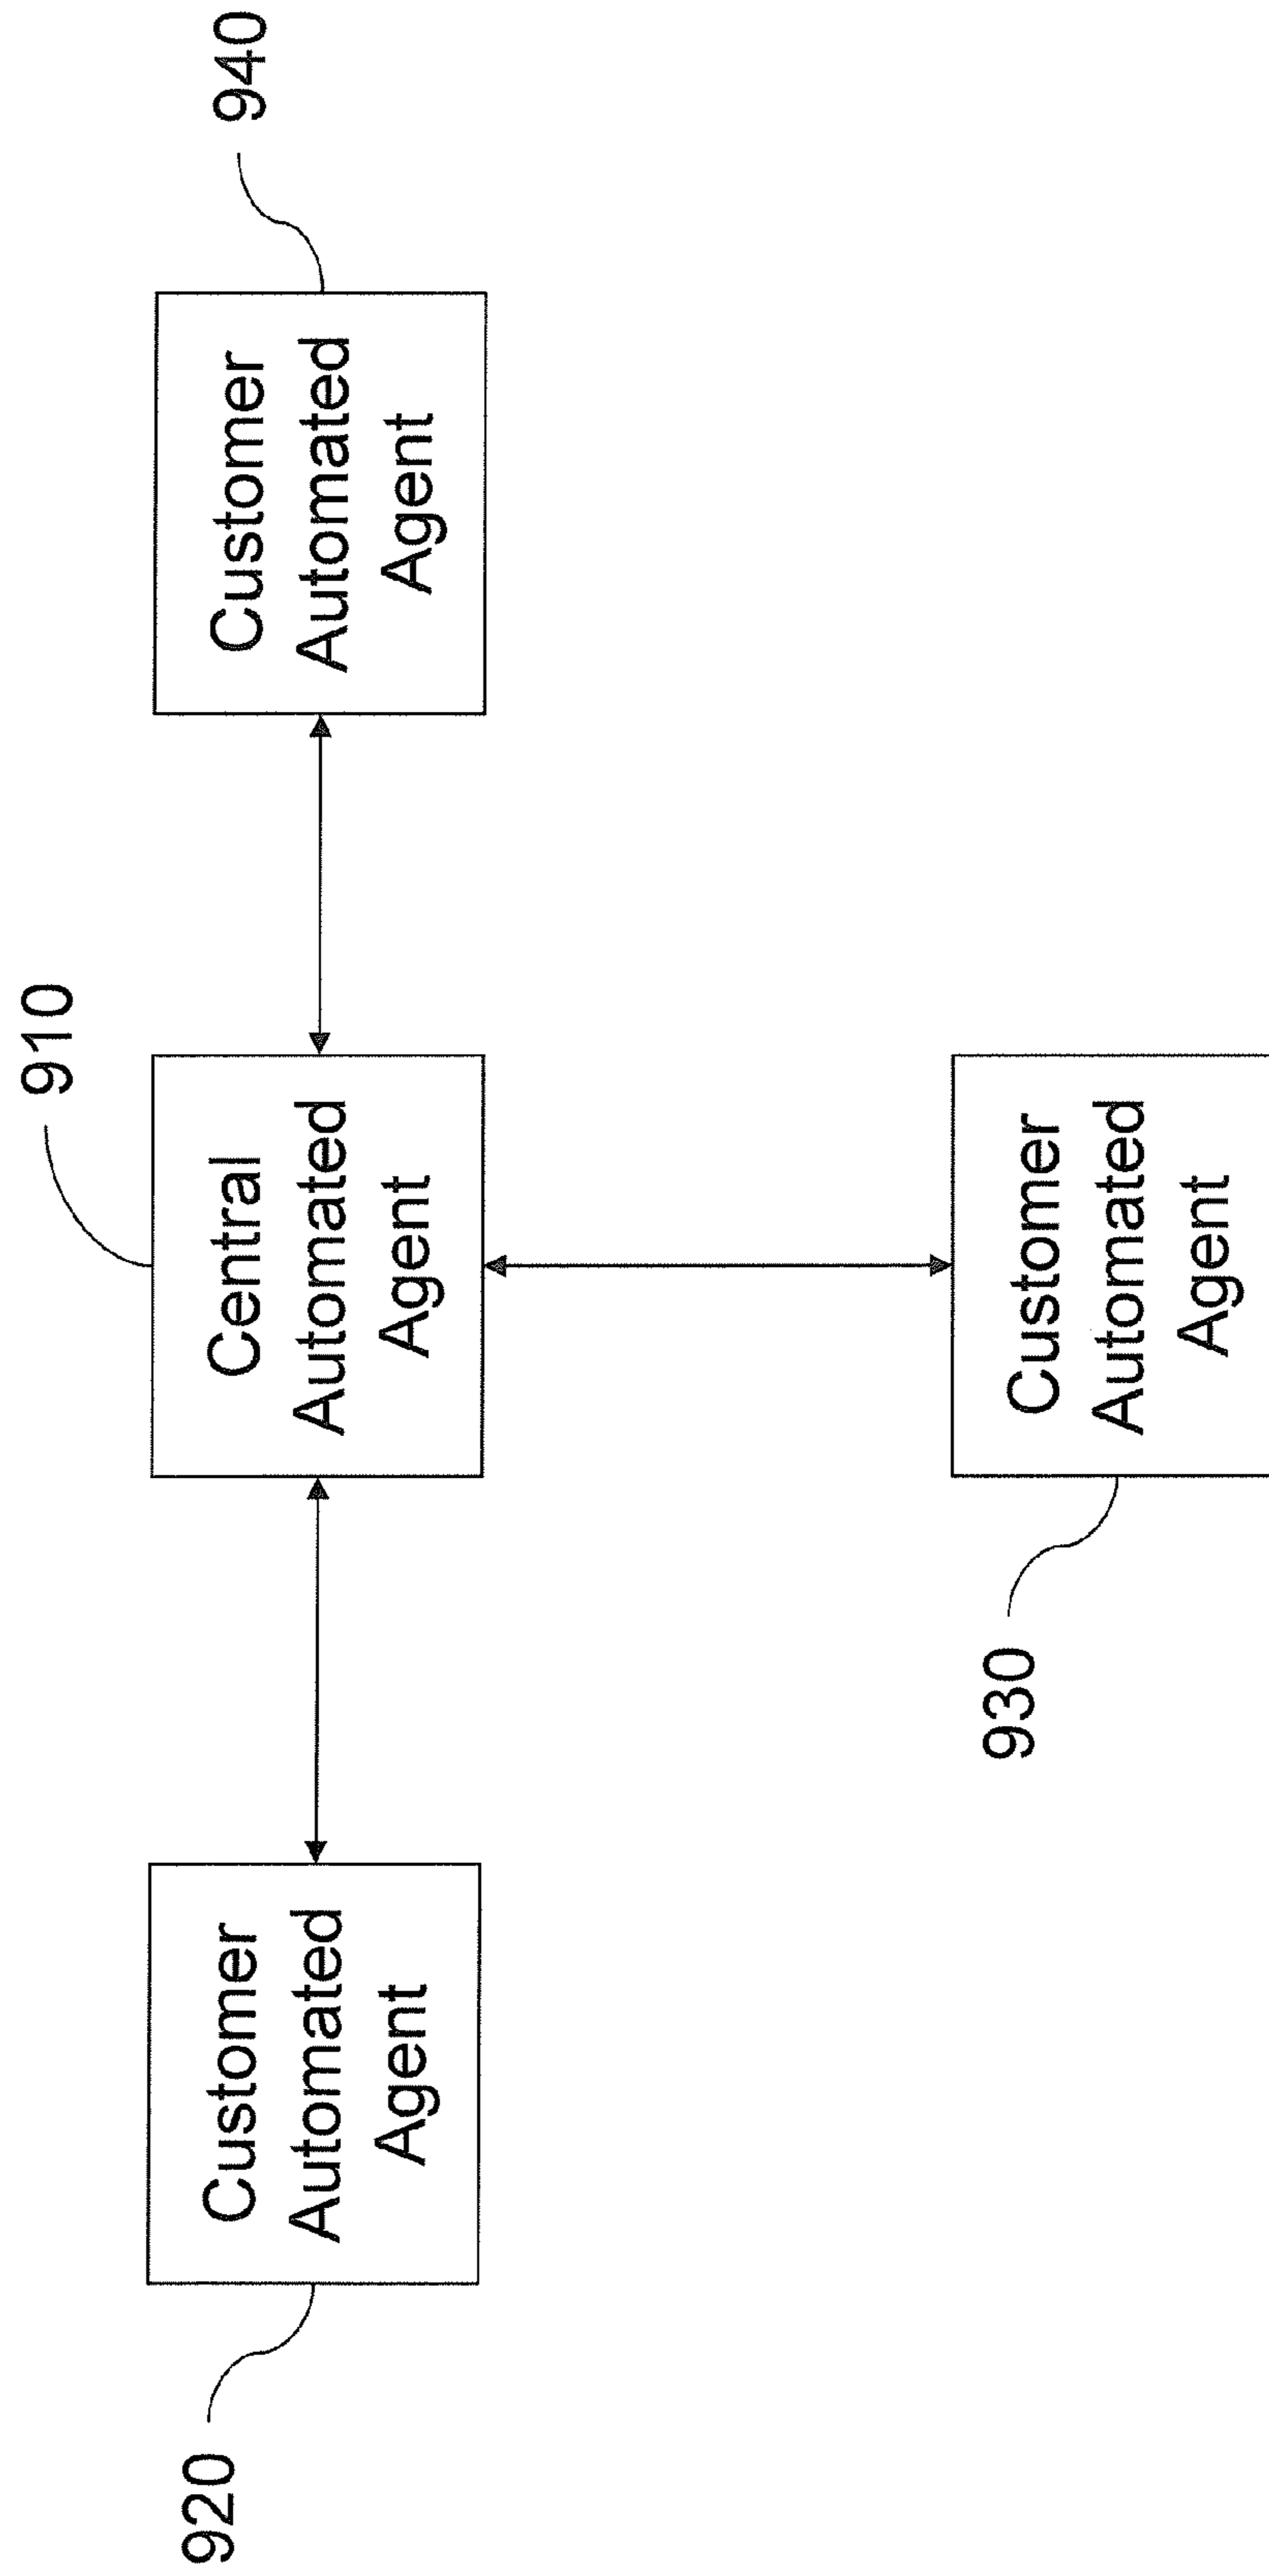 910
920
Customer
Automated
Agent
Central
Automated
Agent
Customer
Automated
Agent
940
930
Customer
Automated
Agent